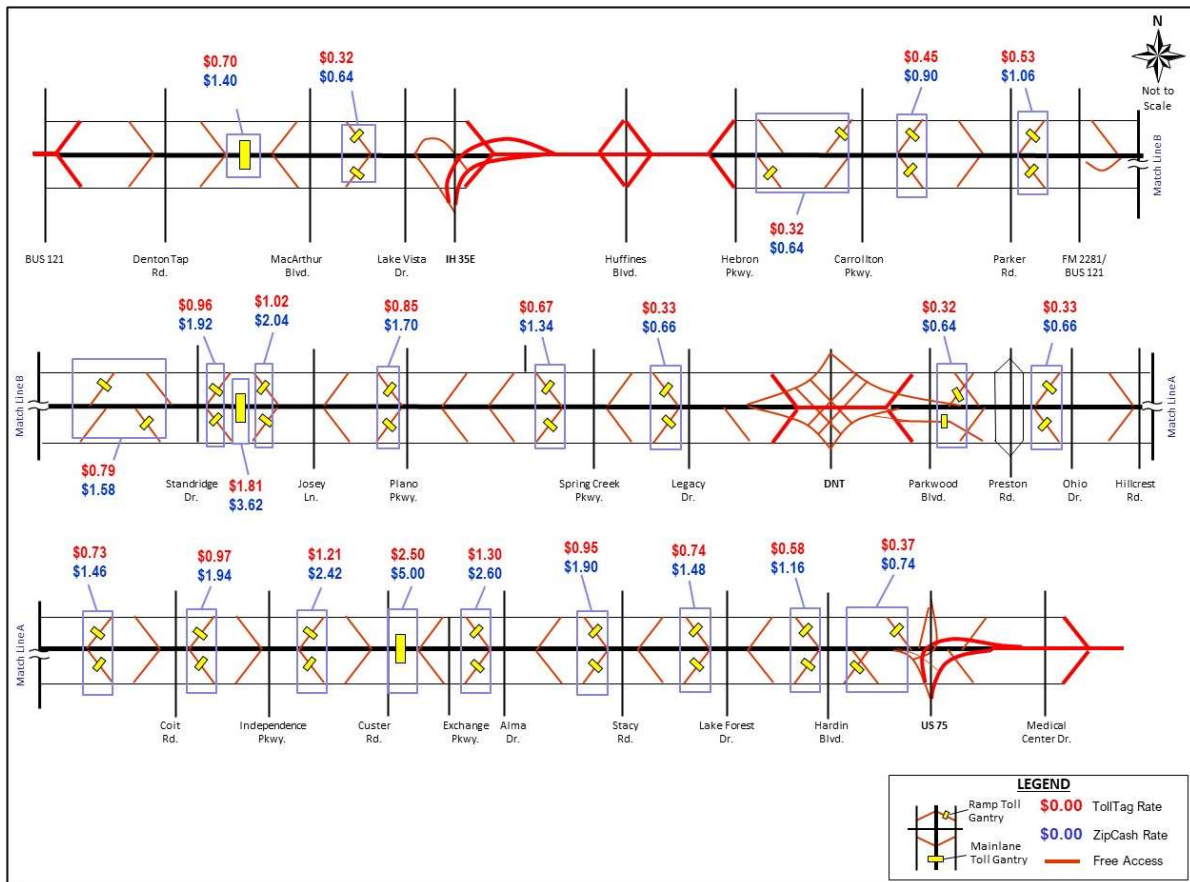 N
Not to
Scale
$0.70
$1.40
$0.32
$0.64
$0.45
$0.90
$0.53
$1.06
Match Line B
$0.32
$0.64
BUS 121
Denton Tap
Rd.
MacArthur
Blvd.
Lake Vista
Dr.
IH 35E
Huffines
Blvd.
Hebron
Pkwy.
Carrollton
Pkwy.
Parker
Rd.
FM 2281/
BUS 121
$0.96
$1.92
$1.02
$2.04
$0.85
$1.70
$0.67
$1.34
$0.33
$0.66
$0.32
$0.64
$0.33
$0.66
Match Line B
Match Line A
$0.79
$1.58
Standridge
Dr.
$1.81
$3.62
Josey
Ln.
Plano
Pkwy.
Spring Creek
Pkwy.
Legacy
Dr.
DNT
Parkwood
Blvd.
Preston
Rd.
Ohio
Dr.
Hillcrest
Rd.
$0.73
$1.46
$0.97
$1.94
$1.21
$2.42
$2.50
$5.00
$1.30
$2.60
$0.95
$1.90
$0.74
$1.48
$0.58
$1.16
$0.37
$0.74
Match Line A
Coit
Rd.
Independence
Pkwy.
Custer
Rd.
Exchange
Pkwy.
Alma
Dr.
Stacy
Rd.
Lake Forest
Dr.
Hardin
Blvd.
US 75
Medical
Center Dr.
LEGEND
Ramp Toll
Gantry
$0.00 TollTag Rate
$0.00 ZipCash Rate
Mainlane
Toll Gantry
Free Access